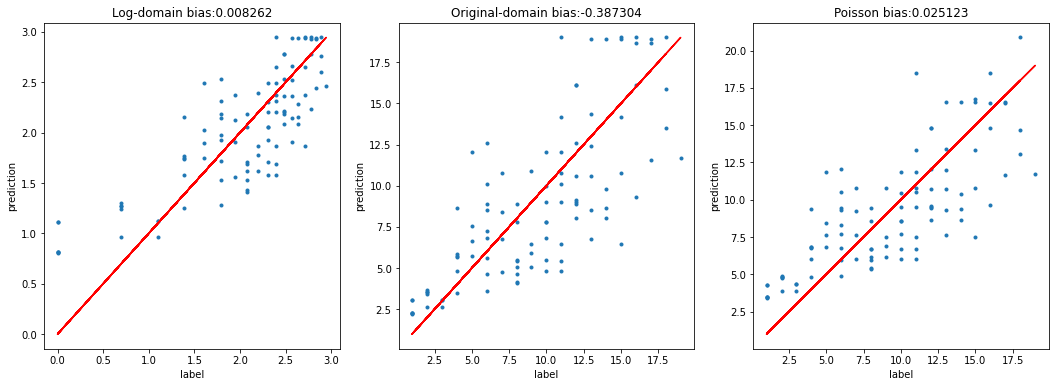 Log-domain bias:0.008262
3.0
2.5
2.0
1.5
1.0
0.5
0.0
prediction
0.0 0.5 1.0 1.5 2.0 2.5 3.0
label
Original-domain bias:-0.387304
17.5
15.0
12.5
10.0
7.5
5.0
2.5
prediction
2.5 5.0 7.5 10.0 12.5 15.0 17.5
label
Poisson bias:0.025123
20.0
17.5
15.0
12.5
10.0
7.5
5.0
2.5
prediction
2.5 5.0 7.5 10.0 12.5 15.0 17.5
label